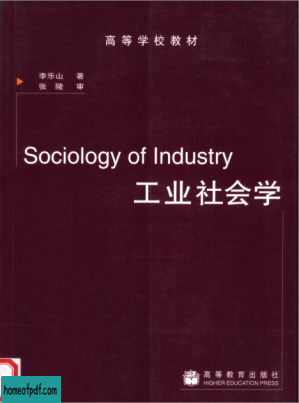 高等学校教材
李乐山 著
张陵 审
Sociology of Industry
工业社会学
高等教育出版社
HIGHER EDUCATION PRESS
homeofpdf.com